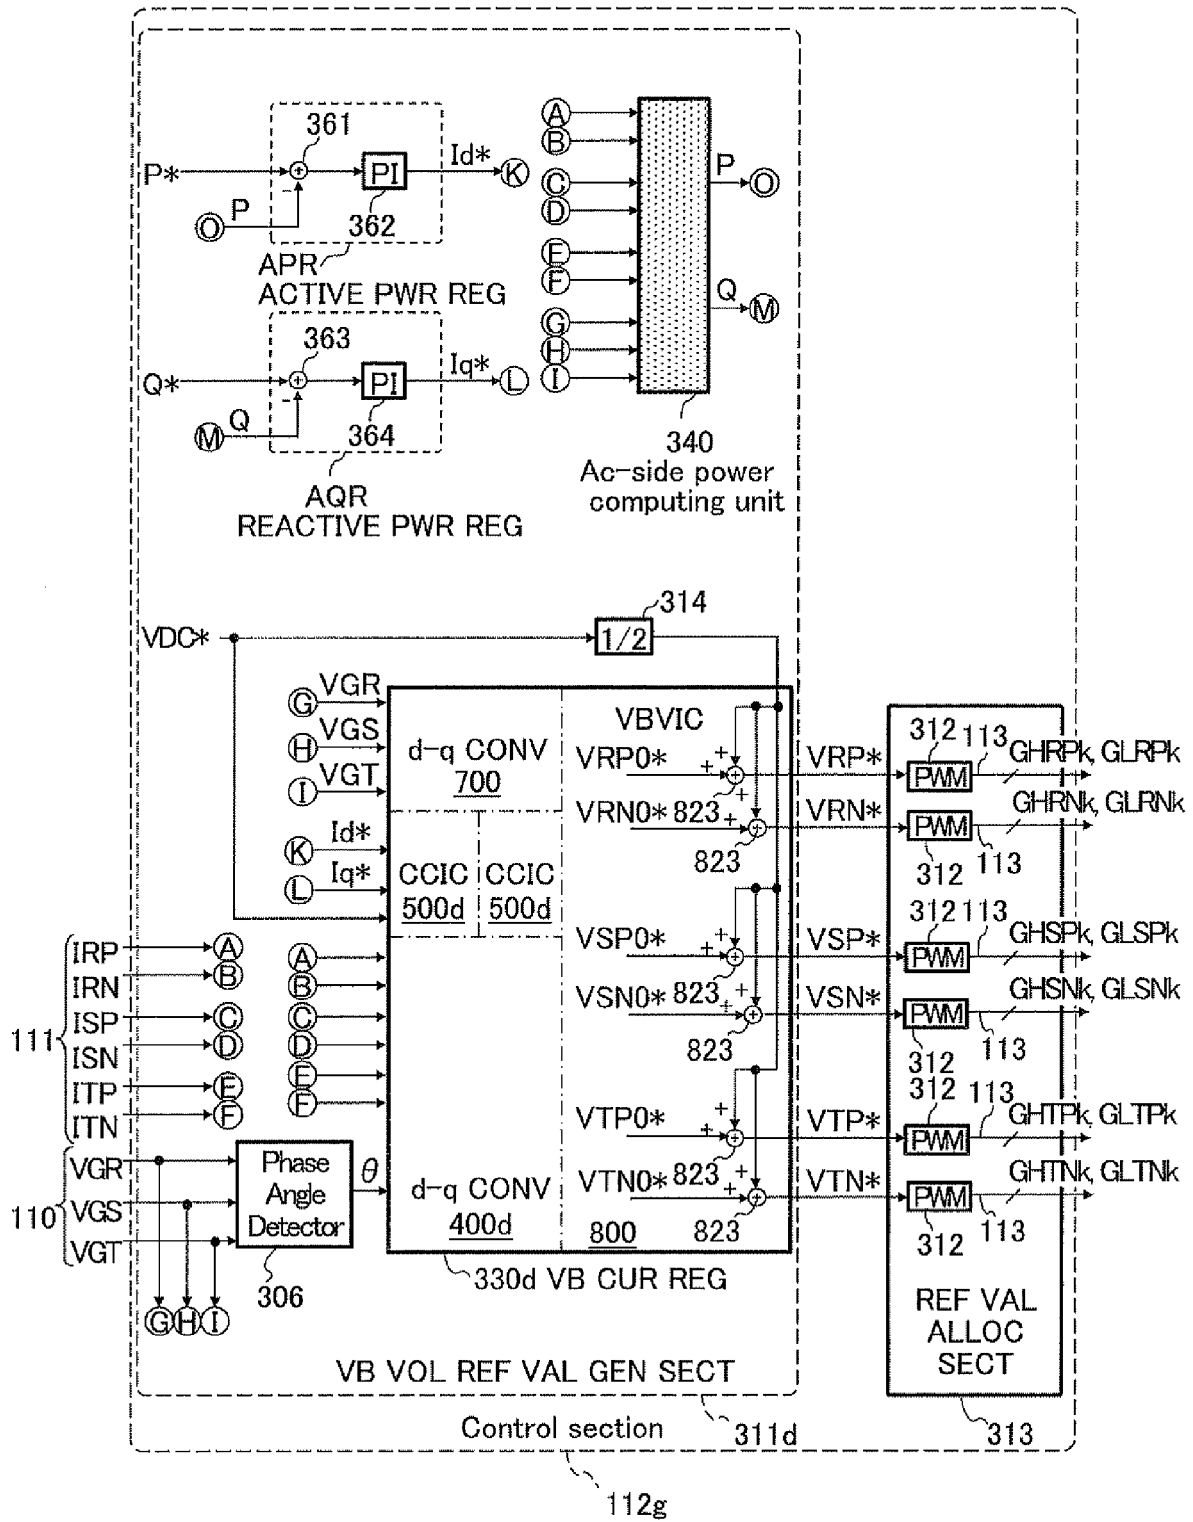 361
P*
PI
Id*
K
P
O
362
APR
ACTIVE PWR REG
363
Q*
PI
Iq*
L
Q
M
364
AQR
REACTIVE PWR REG
A
B
C
D
E
F
G
H
I
P
O
Q
M
340
Ac-side power
computing unit
VDC*
1/2
314
G VGR
H VGS
I VGT
K Id*
L Iq*
d-q CONV
700
CCIC
500d
CCIC
500d
A
B
C
D
E
F
d-q CONV
400d
VBVIC
VRP0*
+
+
823
+
VRN0*
+
823
VSP0*
+
+
823
+
VSN0*
+
823
VTP0*
+
+
823
+
VTN0*
+
823
800
330d VB CUR REG
111
IRP A
IRN B
ISP C
ISN D
ITP E
ITN F
110
VGR
VGS
VGT
Phase
Angle
Detector
θ
306
G H I
VRP*
VRN*
VSP*
VSN*
VTP*
VTN*
312 113
PWM
GHRPk, GLRPk
PWM
GHRNk, GLRNk
312 113
312 113
PWM
GHSPk, GLSPk
PWM
GHSNk, GLSNk
312 113
312 113
PWM
GHTPk, GLTPk
PWM
GHTNk, GLTNk
312 113
REF VAL
ALLOC
SECT
313
VB VOL REF VAL GEN SECT
311d
Control section
112g